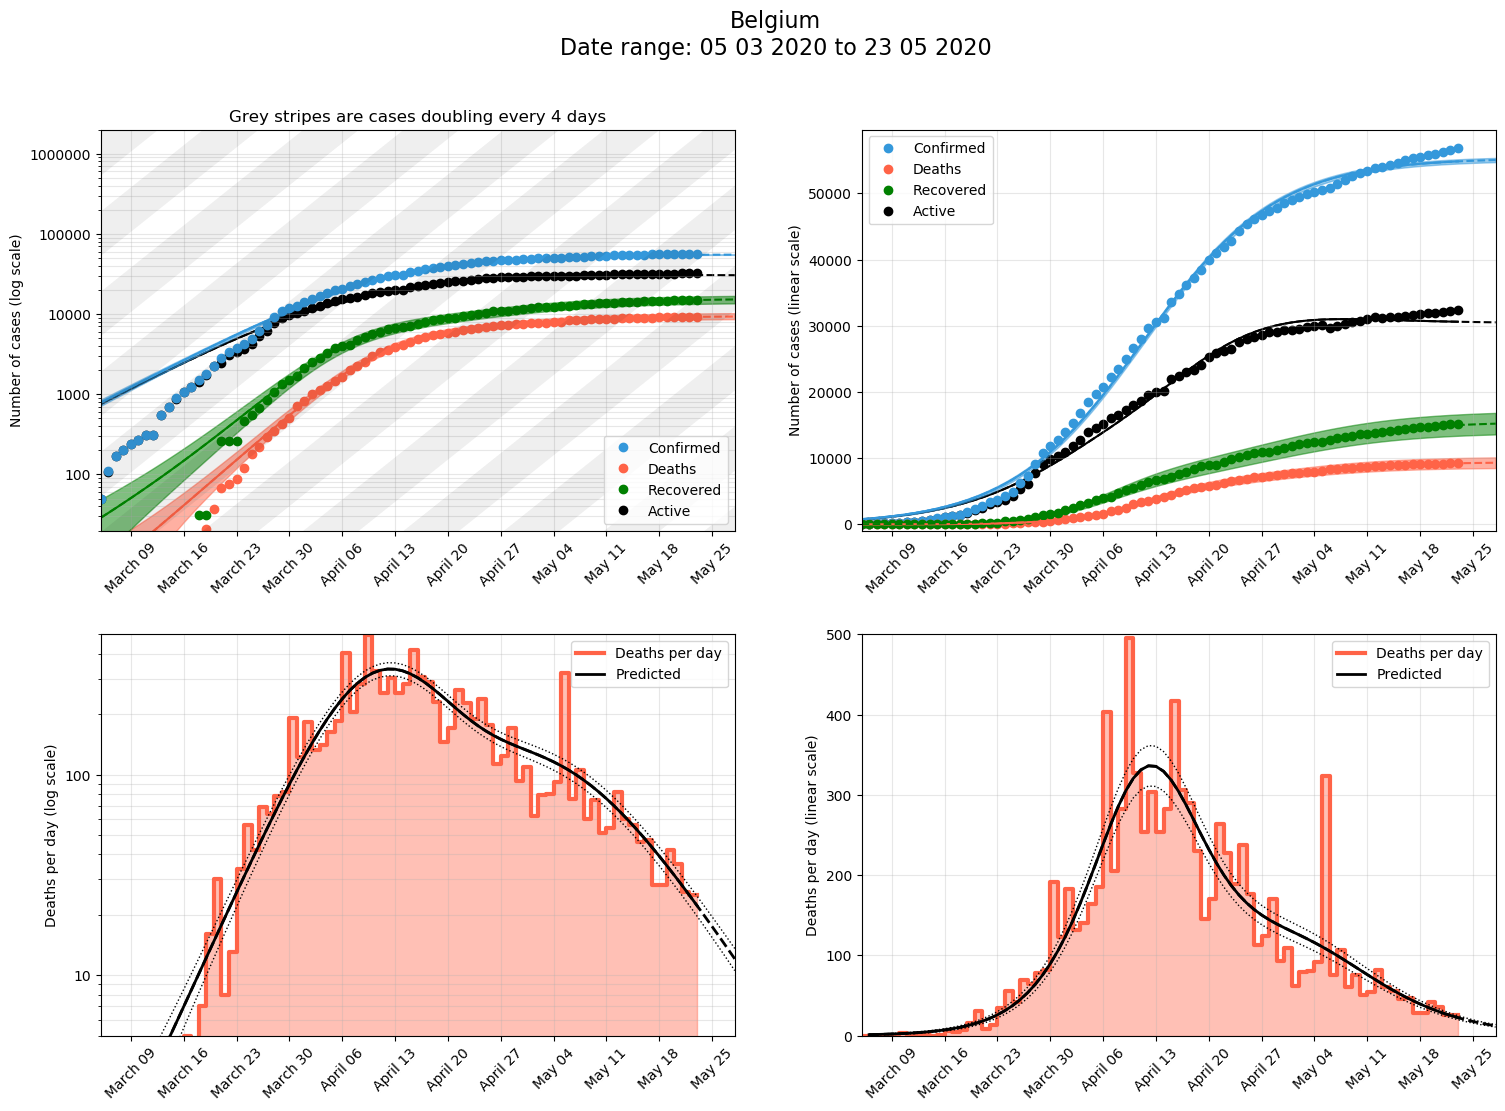 Belgium
Date range: 05 03 2020 to 23 05 2020
Grey stripes are cases doubling every 4 days
Number of cases (log scale)
1000000
100000
10000
1000
100
Confirmed
Deaths
Recovered
Active
March 09
March 16
March 23
March 30
April 06
April 13
April 20
April 27
May 04
May 11
May 18
May 25
Number of cases (linear scale)
50000
40000
30000
20000
10000
0
Confirmed
Deaths
Recovered
Active
March 09
March 16
March 23
March 30
April 06
April 13
April 20
April 27
May 04
May 11
May 18
May 25
Deaths per day (log scale)
100
10
Deaths per day
Predicted
March 09
March 16
March 23
March 30
April 06
April 13
April 20
April 27
May 04
May 11
May 18
May 25
Deaths per day (linear scale)
500
400
300
200
100
0
Deaths per day
Predicted
March 09
March 16
March 23
March 30
April 06
April 13
April 20
April 27
May 04
May 11
May 18
May 25